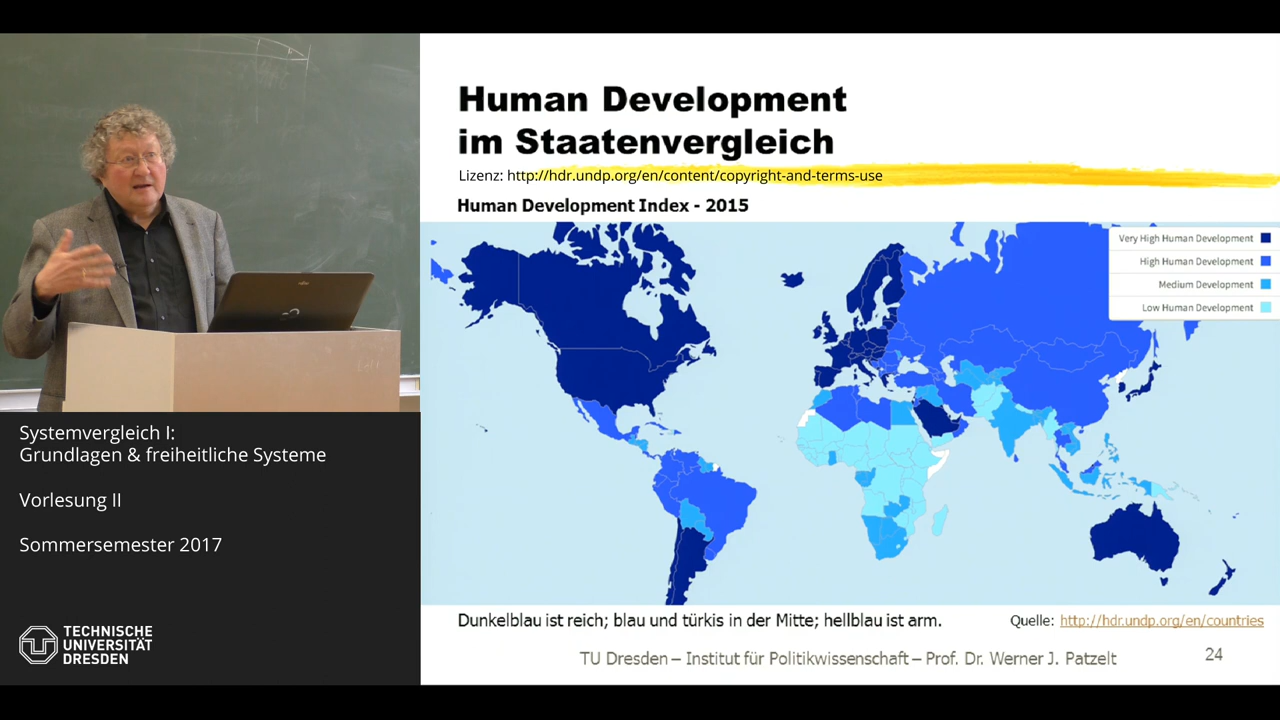 Human Development
im Staatenvergleich
Lizenz: http://hdr.undp.org/en/content/copyright-and-terms-use
Human Development Index - 2015
Very High Human Development
High Human Development
Medium Development
Low Human Development
Dunkelblau ist reich; blau und türkis in der Mitte; hellblau ist arm.
Quelle: http://hdr.undp.org/en/countries
TU Dresden – Institut für Politikwissenschaft – Prof. Dr. Werner J. Patzelt
24
Systemvergleich I:
Grundlagen & freiheitliche Systeme
Vorlesung II
Sommersemester 2017
TECHNISCHE
UNIVERSITÄT
DRESDEN